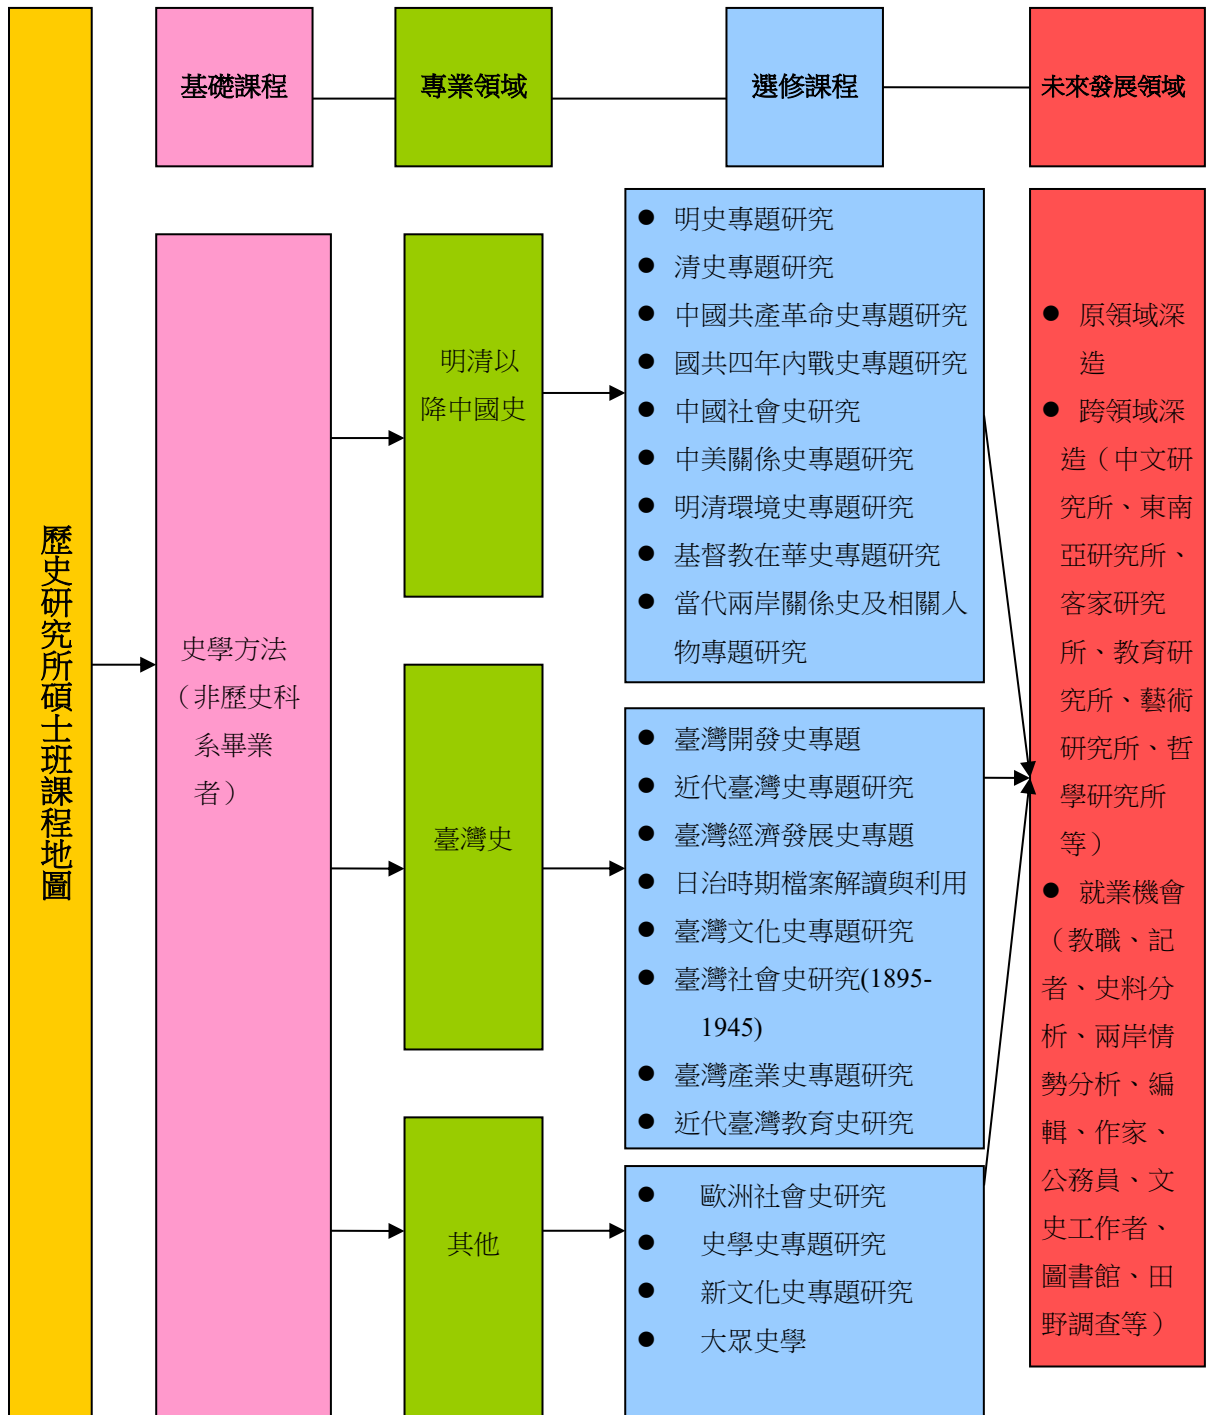 基礎課程
專業領域
選修課程
未來發展領域
歷史研究所碩士班課程地圖
史學方法
（非歷史科
系畢業
者）
明清以
降中國史
● 明史專題研究
● 清史專題研究
● 中國共產革命史專題研究
● 國共四年內戰史專題研究
● 中國社會史研究
● 中美關係史專題研究
● 明清環境史專題研究
● 基督教在華史專題研究
● 當代兩岸關係史及相關人
物專題研究
臺灣史
● 臺灣開發史專題
● 近代臺灣史專題研究
● 臺灣經濟發展史專題
● 日治時期檔案解讀與利用
● 臺灣文化史專題研究
● 臺灣社會史研究(1895-
1945)
● 臺灣產業史專題研究
● 近代臺灣教育史研究
其他
● 歐洲社會史研究
● 史學史專題研究
● 新文化史專題研究
● 大眾史學
● 原領域深
造
● 跨領域深
造（中文研
究所、東南
亞研究所、
客家研究
所、教育研
究所、藝術
研究所、哲
學研究所
等）
● 就業機會
（教職、記
者、史料分
析、兩岸情
勢分析、編
輯、作家、
公務員、文
史工作者、
圖書館、田
野調查等）